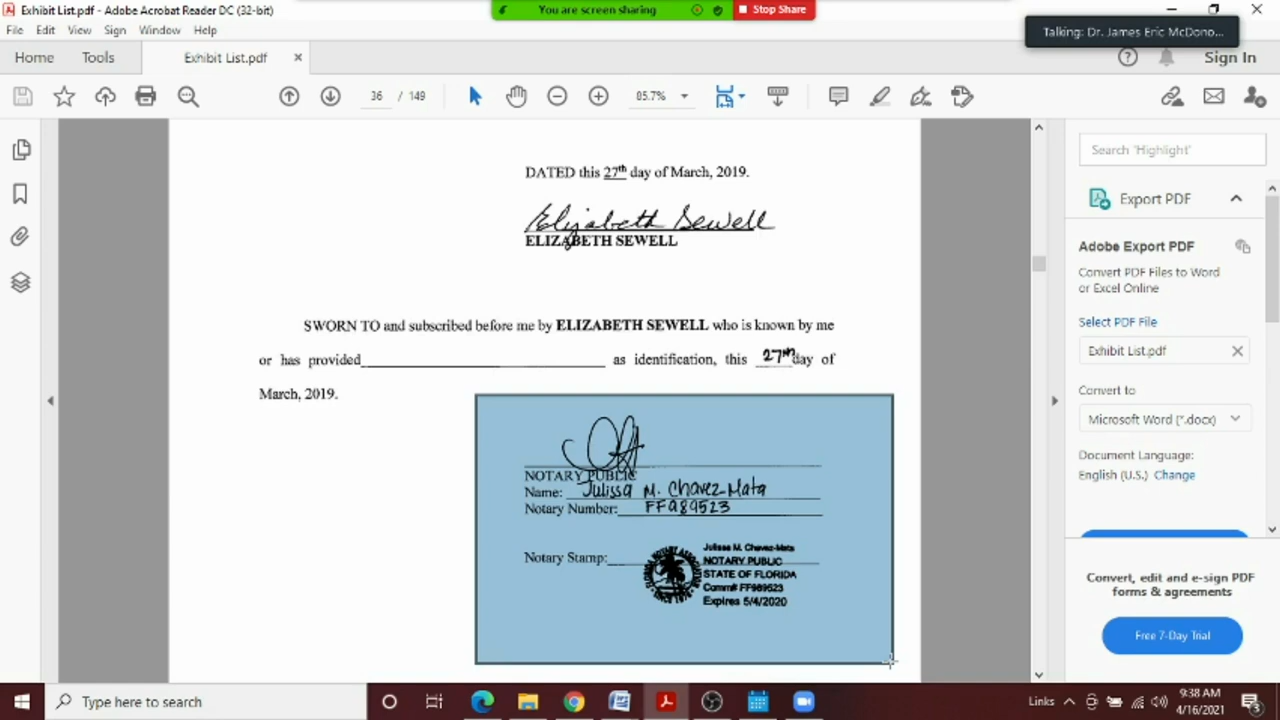 Exhibit List.pdf - Adobe Acrobat Reader DC (32-bit)
You are screen sharing
Stop Share
Talking: Dr. James Eric McDono...
File Edit View Sign Window Help
Home Tools Exhibit List.pdf Sign In
36 / 149 85.7%
Search 'Highlight'
Export PDF
Adobe Export PDF
Convert PDF Files to Word
or Excel Online
Select PDF File
Exhibit List.pdf
Convert to
Microsoft Word (*.docx)
Document Language:
English (U.S.) Change
Convert, edit and e-sign PDF
forms & agreements
Free 7-Day Trial
DATED this 27th day of March, 2019.
Elizabeth Sewell
ELIZABETH SEWELL
SWORN TO and subscribed before me by ELIZABETH SEWELL who is known by me
or has provided as identification, this 27th day of
March, 2019.
NOTARY PUBLIC
Name: Julissa M. Chavez-Mata
Notary Number: FF989523
Notary Stamp:
Julissa M. Chavez-Mata
NOTARY PUBLIC
STATE OF FLORIDA
Comm# FF989523
Expires 5/4/2020
Type here to search
Links
9:38 AM
4/16/2021
3